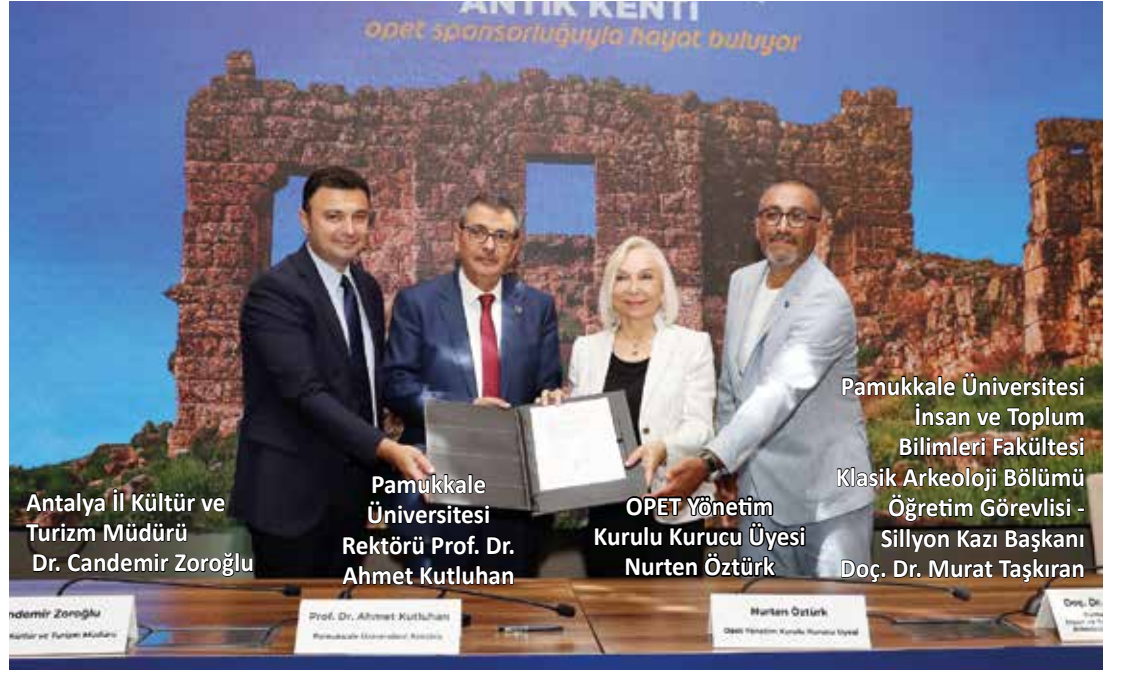 ANTİK KENTİ
opet sponsorluğuyla hayat buluyor
Antalya İl Kültür ve
Turizm Müdürü
Dr. Candemir Zoroğlu
Pamukkale
Üniversitesi
Rektörü Prof. Dr.
Ahmet Kutluhan
OPET Yönetim
Kurulu Kurucu Üyesi
Nurten Öztürk
Pamukkale Üniversitesi
İnsan ve Toplum
Bilimleri Fakültesi
Klasik Arkeoloji Bölümü
Öğretim Görevlisi -
Sillyon Kazı Başkanı
Doç. Dr. Murat Taşkıran
ndemir Zoroğlu
Kültür ve Turizm Müdürü
Prof. Dr. Ahmet Kutluhan
Pamukkale Üniversitesi Rektörü
Nurten Öztürk
Opet Yönetim Kurulu Kurucu Üyesi
Doç. Dr.